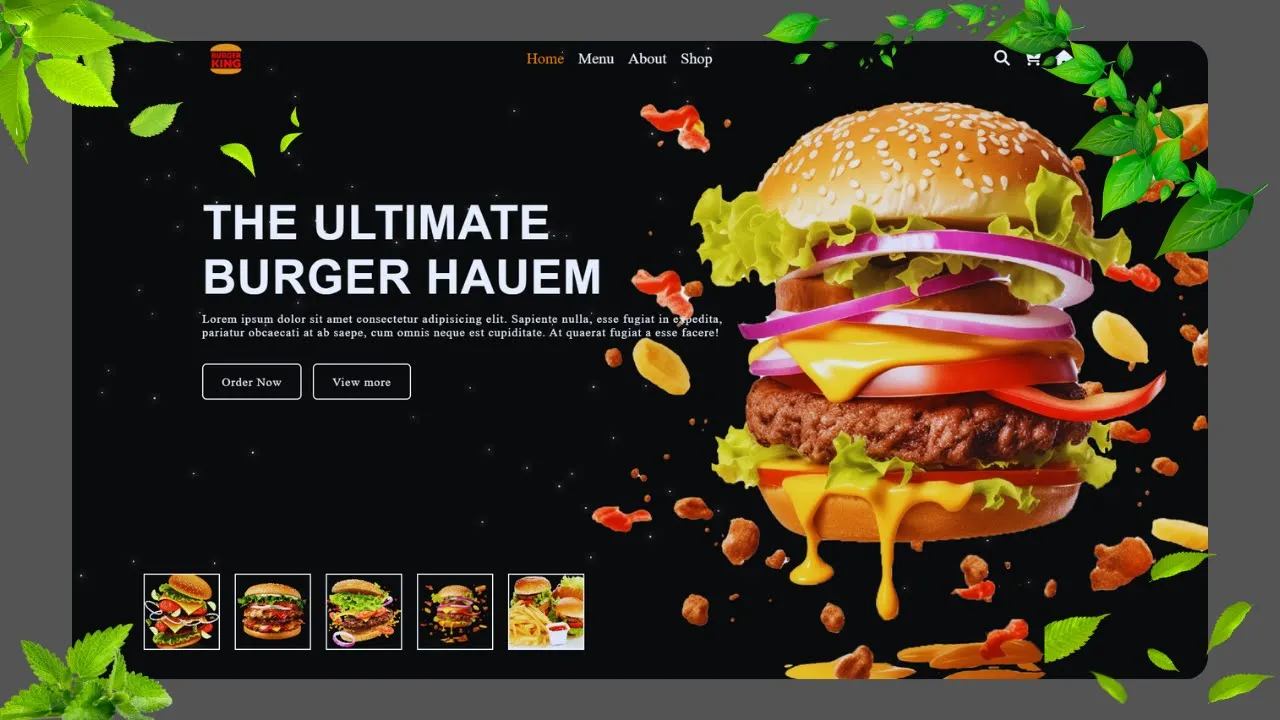 BURGER
KING
Home Menu About Shop
THE ULTIMATE
BURGER HAUEM
Lorem ipsum dolor sit amet consectetur adipisicing elit. Sapiente nulla, esse fugiat in expedita,
pariatur obcaecati at ab saepe, cum omnis neque est cupiditate. At quaerat fugiat a esse facere!
Order Now View more